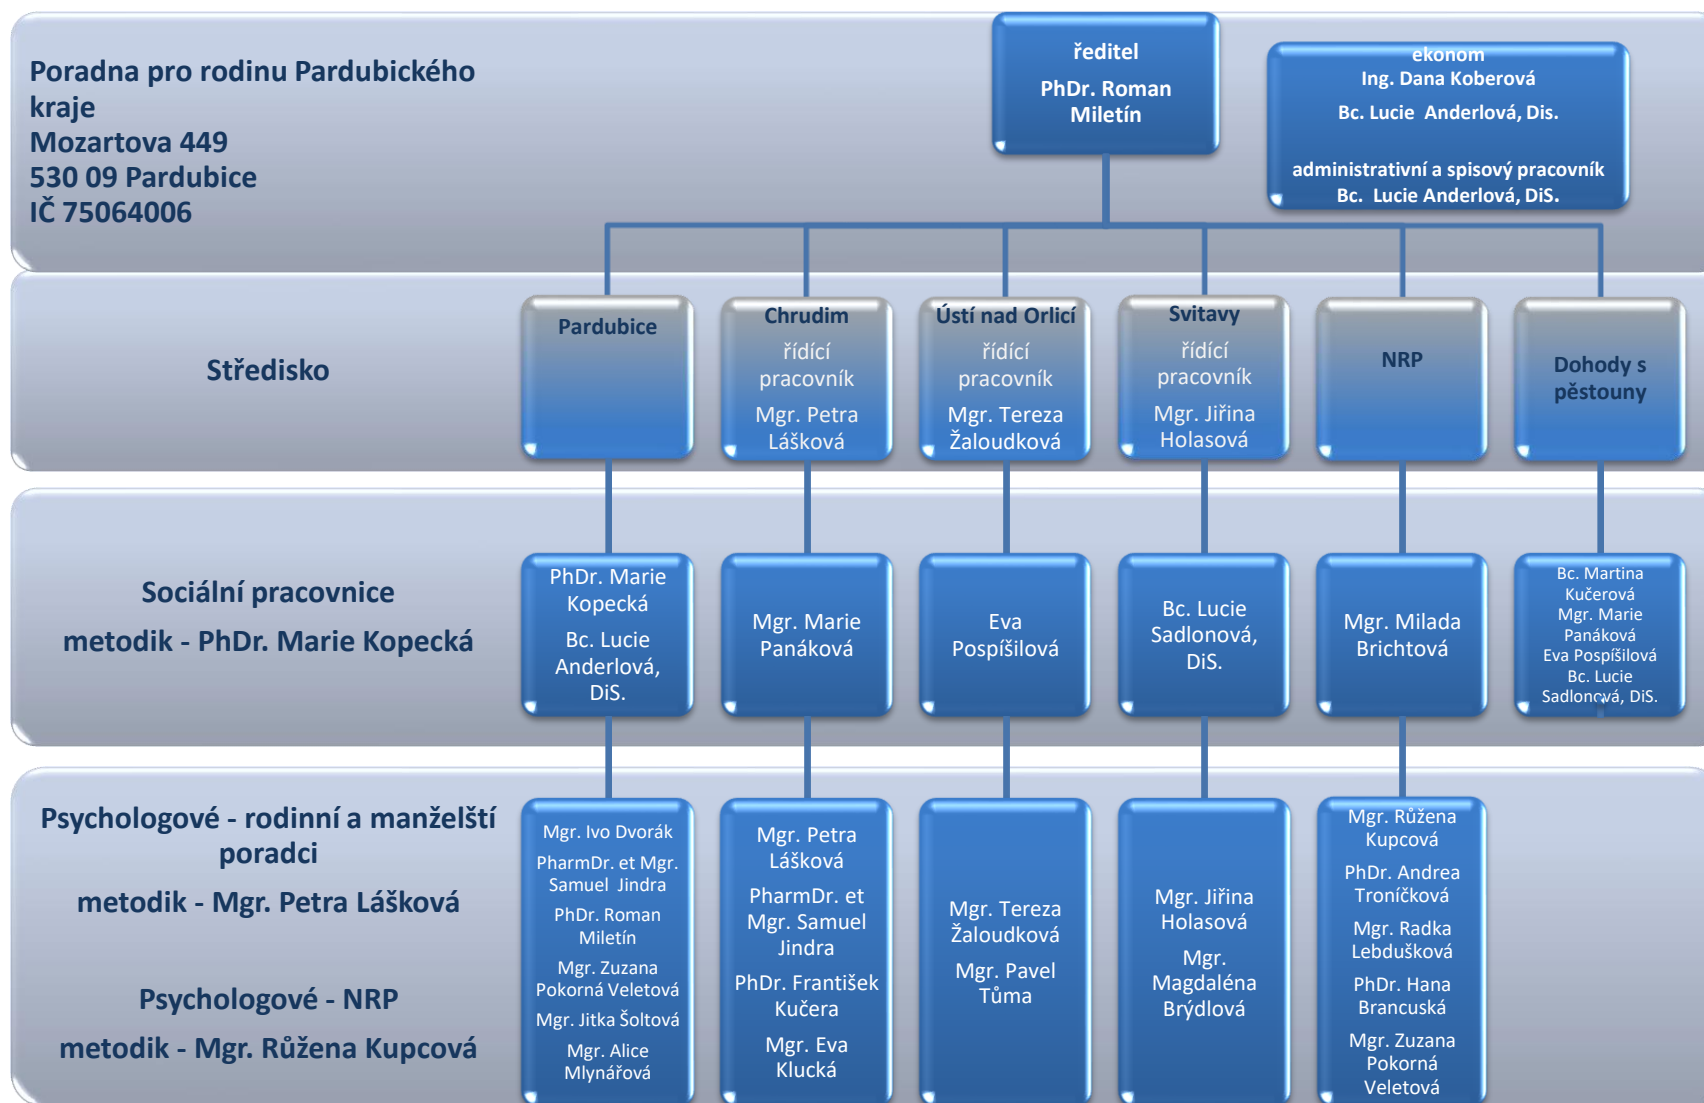 Poradna pro rodinu Pardubického
kraje
Mozartova 449
530 09 Pardubice
IČ 75064006
ředitel
PhDr. Roman
Miletín
ekonom
Ing. Dana Koberová
Bc. Lucie  Anderlová, Dis.
administrativní a spisový pracovník
Bc.  Lucie Anderlová, DiS.
Středisko
Pardubice
Chrudim
řídící
pracovník
Mgr. Petra
Lášková
Ústí nad Orlicí
řídící
pracovník
Mgr. Tereza
Žaloudková
Svitavy
řídící
pracovník
Mgr. Jiřina
Holasová
NRP
Dohody s
pěstouny
Sociální pracovnice
metodik - PhDr. Marie Kopecká
PhDr. Marie
Kopecká
Bc. Lucie
Anderlová,
DiS.
Mgr. Marie
Panáková
Eva
Pospíšilová
Bc. Lucie
Sadlonová,
DiS.
Mgr. Milada
Brichtová
Bc. Martina
Kučerová
Mgr. Marie
Panáková
Eva Pospíšilová
Bc. Lucie
Sadlonová, DiS.
Psychologové - rodinní a manželští
poradci
metodik - Mgr. Petra Lášková
Psychologové - NRP
metodik - Mgr. Růžena Kupcová
Mgr. Ivo Dvorák
PharmDr. et Mgr.
Samuel  Jindra
PhDr. Roman
Miletín
Mgr. Zuzana
Pokorná Veletová
Mgr. Jitka Šoltová
Mgr. Alice
Mlynářová
Mgr. Petra
Lášková
PharmDr. et
Mgr. Samuel
Jindra
PhDr. František
Kučera
Mgr. Eva
Klucká
Mgr. Tereza
Žaloudková
Mgr. Pavel
Tůma
Mgr. Jiřina
Holasová
Mgr.
Magdaléna
Brýdlová
Mgr. Růžena
Kupcová
PhDr. Andrea
Troníčková
Mgr. Radka
Lebdušková
PhDr. Hana
Brancuská
Mgr. Zuzana
Pokorná
Veletová